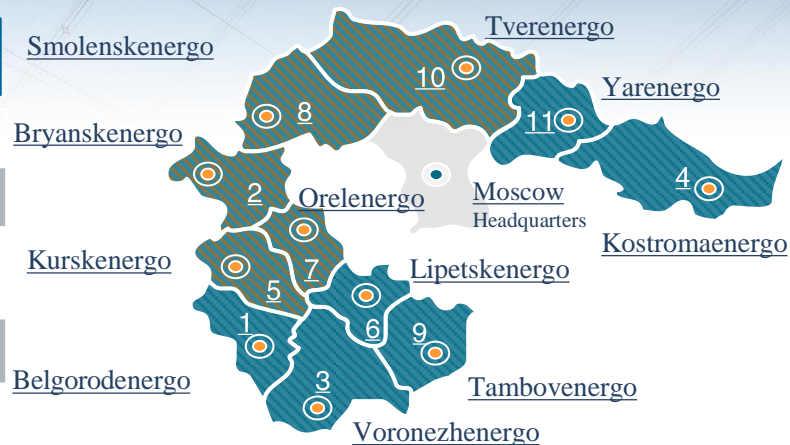 Tverenergo
Smolenskenergo
10
Yarenergo
8
11
Bryanskenergo
4
2
Orelenergo
Moscow
Headquarters
Kostromaenergo
Kurskenergo
7
Lipetskenergo
5
1
6
9
Belgorodenergo
3
Tambovenergo
Voronezhenergo